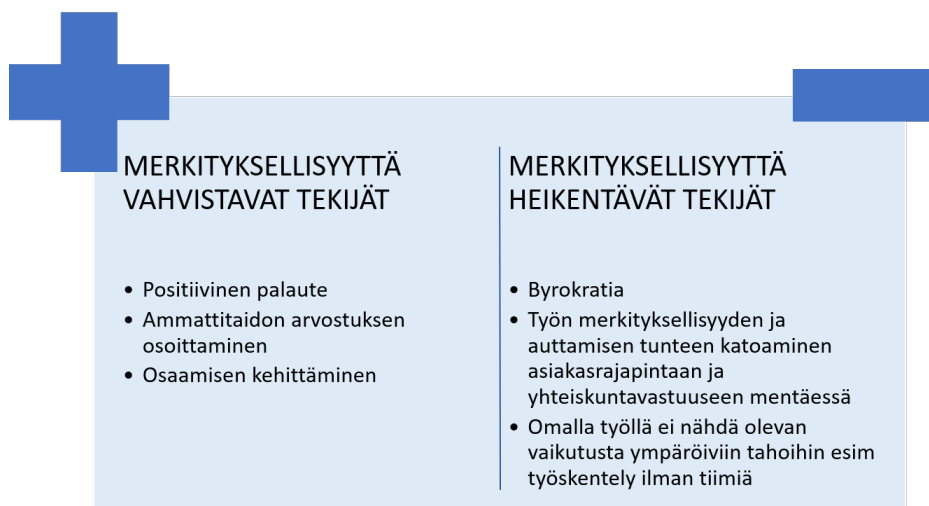 MERKITYKSELLISYYTTÄ
VAHVISTAVAT TEKIJÄT
• Positiivinen palaute
• Ammattitaidon arvostuksen
osoittaminen
• Osaamisen kehittäminen
MERKITYKSELLISYYTTÄ
HEIKENTÄVÄT TEKIJÄT
• Byrokratia
• Työn merkityksellisyyden ja
auttamisen tunteen katoaminen
asiakasrajapintaan ja
yhteiskuntavastuuseen mentäessä
• Omalla työllä ei nähdä olevan
vaikutusta ympäröiviin tahoihin esim
työskentely ilman tiimiä